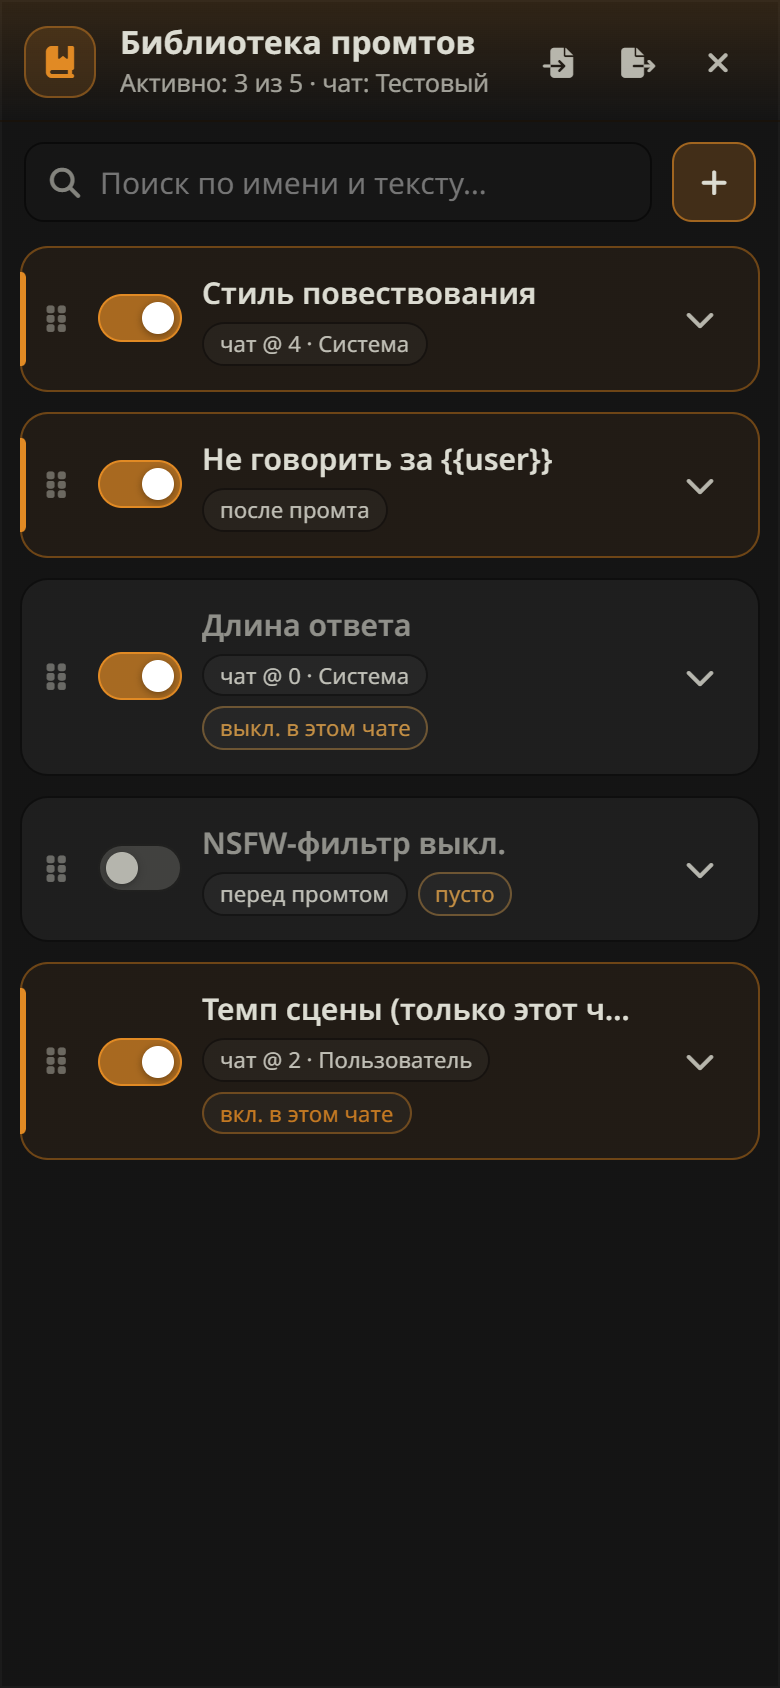 Библиотека промтов
Активно: 3 из 5 · чат: Тестовый
Поиск по имени и тексту...
Стиль повествования
чат @ 4 · Система
Не говорить за {{user}}
после промта
Длина ответа
чат @ 0 · Система
выкл. в этом чате
NSFW-фильтр выкл.
перед промтом пусто
Темп сцены (только этот ч...
чат @ 2 · Пользователь
вкл. в этом чате